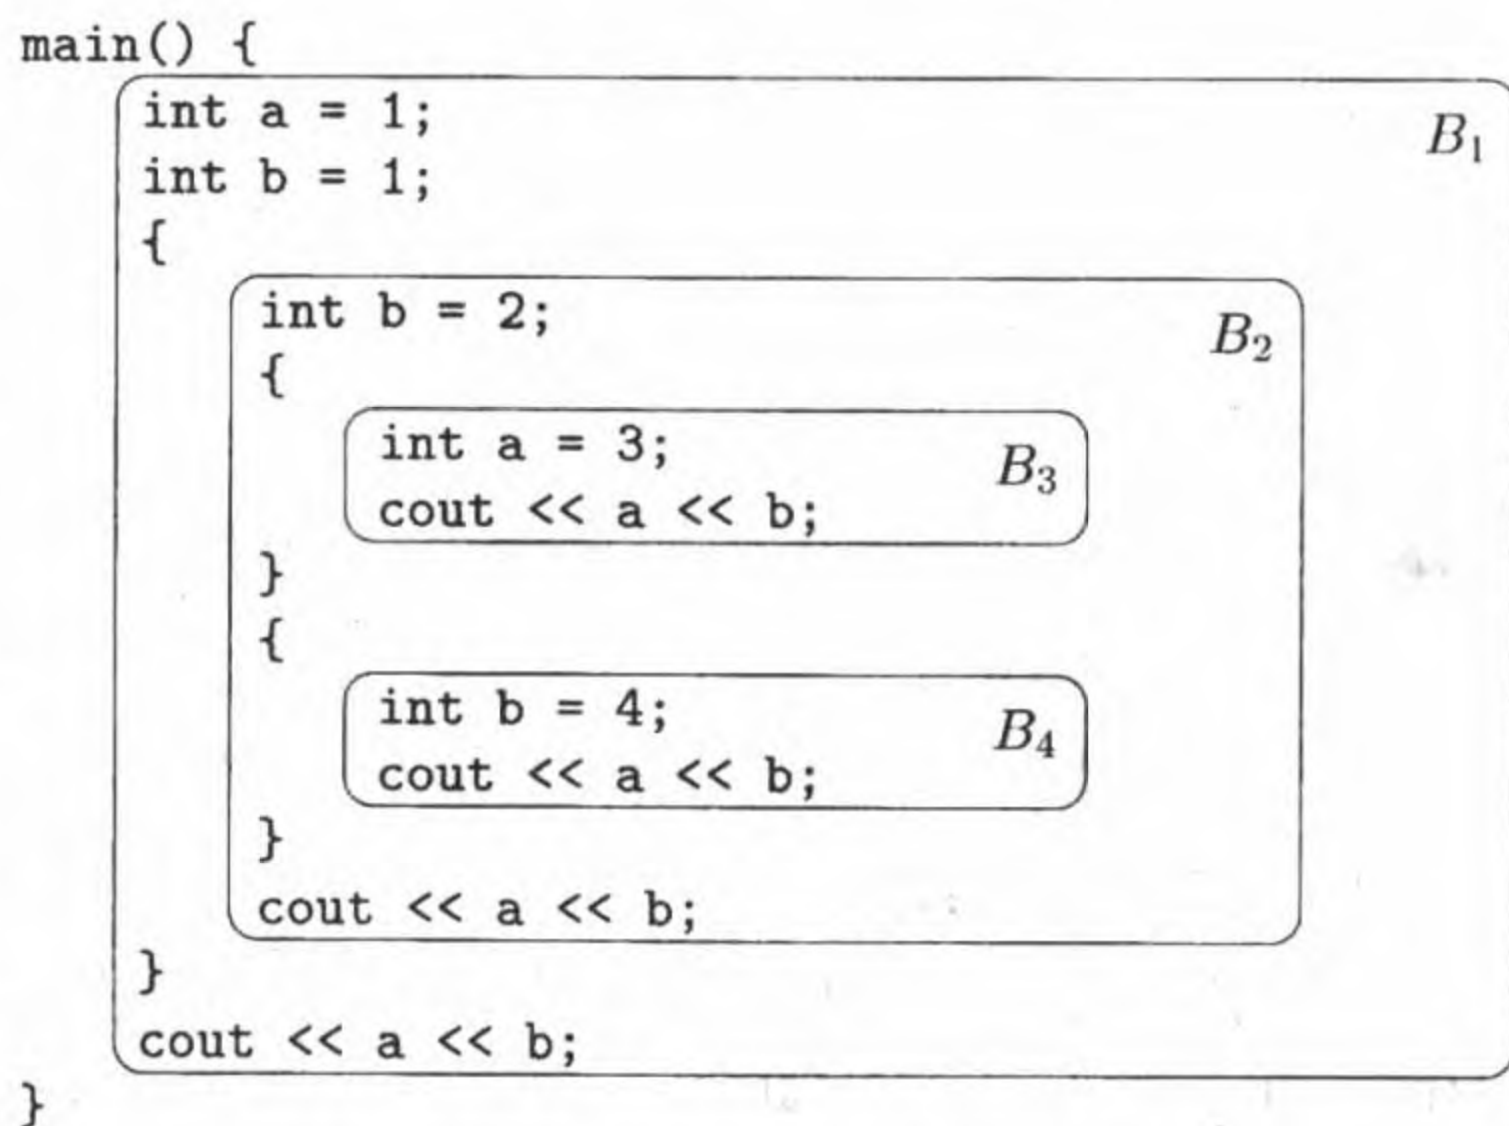 main() {
int a = 1;
B₁
int b = 1;
{
int b = 2;
B₂
{
int a = 3;
B₃
cout << a << b;
}
{
int b = 4;
B₄
cout << a << b;
}
cout << a << b;
}
cout << a << b;
}